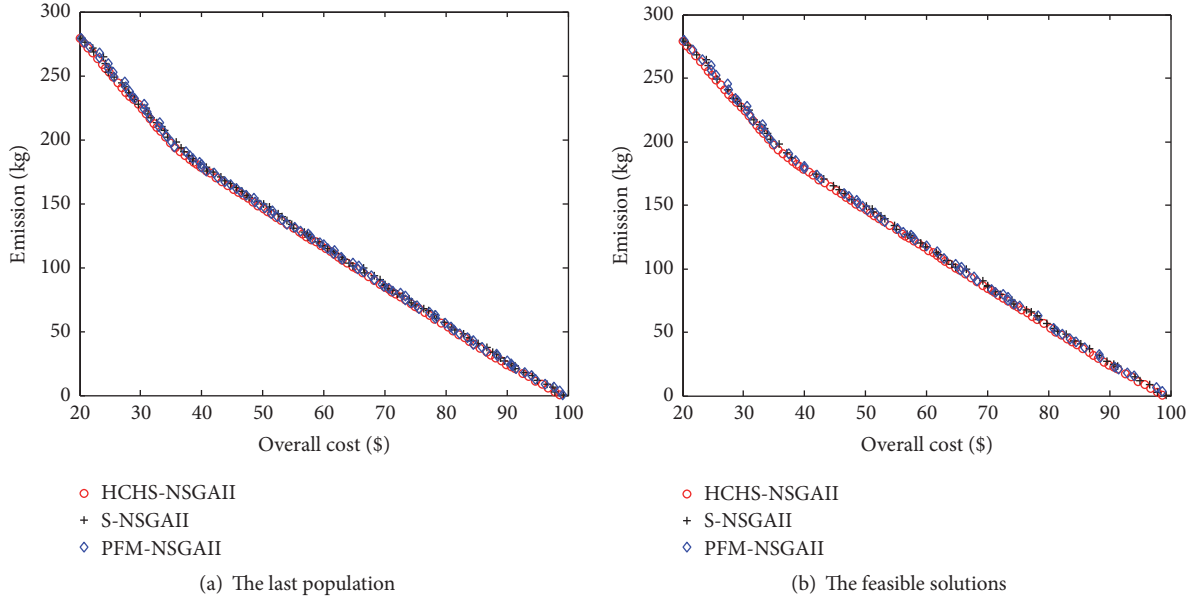 300
250
200
150
100
50
0
Emission (kg)
20 30 40 50 60 70 80 90 100
Overall cost ($)
HCHS-NSGAII
S-NSGAII
PFM-NSGAII
(a) The last population
300
250
200
150
100
50
0
Emission (kg)
20 30 40 50 60 70 80 90 100
Overall cost ($)
HCHS-NSGAII
S-NSGAII
PFM-NSGAII
(b) The feasible solutions